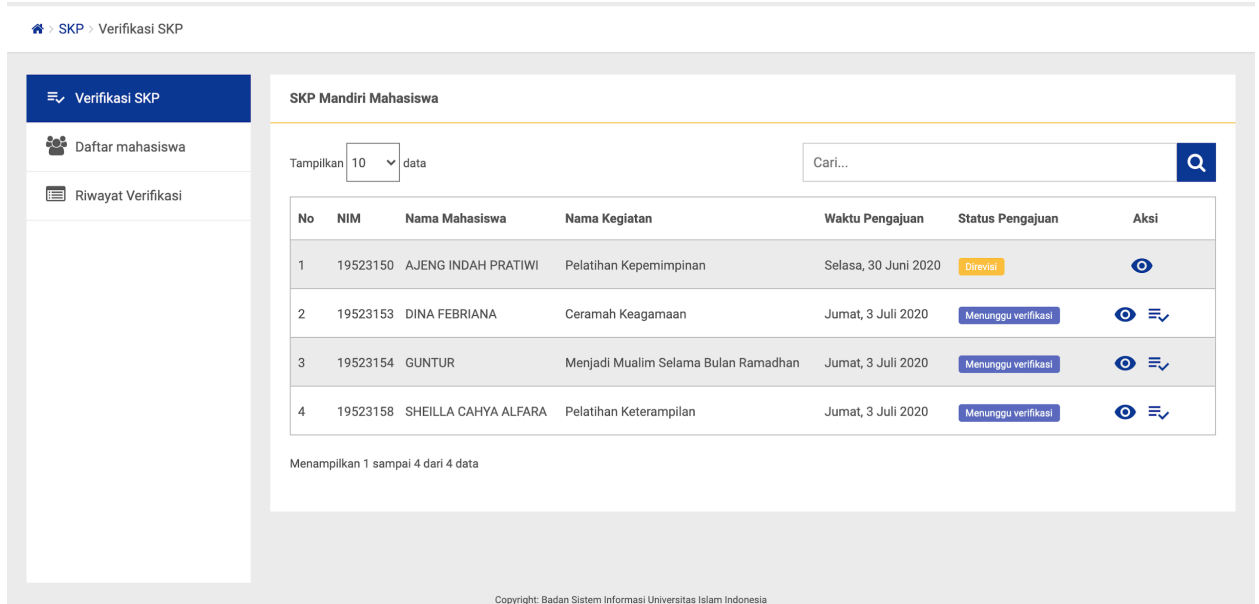 SKP > Verifikasi SKP
Verifikasi SKP
Daftar mahasiswa
Riwayat Verifikasi
SKP Mandiri Mahasiswa
Tampilkan 10 data
Cari...
No NIM Nama Mahasiswa Nama Kegiatan Waktu Pengajuan Status Pengajuan Aksi
1 19523150 AJENG INDAH PRATIWI Pelatihan Kepemimpinan Selasa, 30 Juni 2020 Direvisi
2 19523153 DINA FEBRIANA Ceramah Keagamaan Jumat, 3 Juli 2020 Menunggu verifikasi
3 19523154 GUNTUR Menjadi Mualim Selama Bulan Ramadhan Jumat, 3 Juli 2020 Menunggu verifikasi
4 19523158 SHEILLA CAHYA ALFARA Pelatihan Keterampilan Jumat, 3 Juli 2020 Menunggu verifikasi
Menampilkan 1 sampai 4 dari 4 data
Copyright: Badan Sistem Informasi Universitas Islam Indonesia